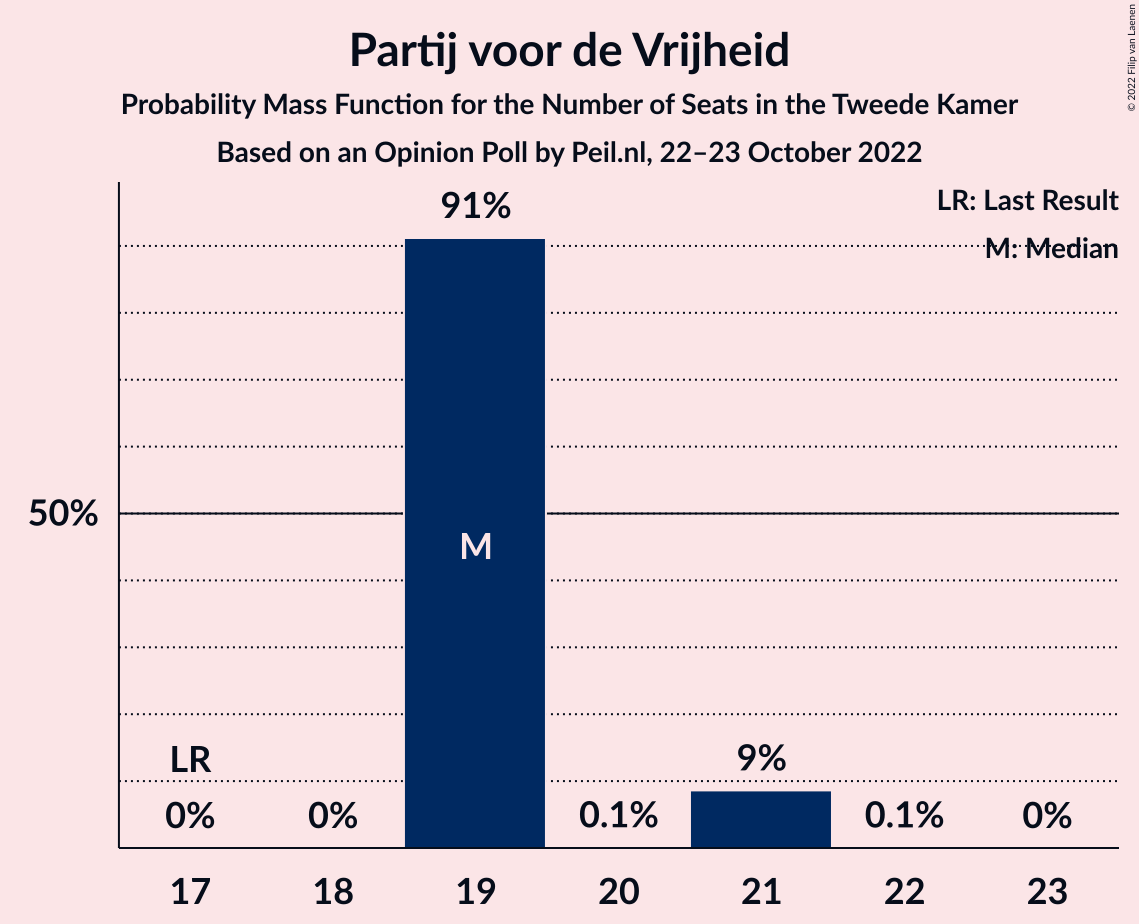 Partij voor de Vrijheid
Probability Mass Function for the Number of Seats in the Tweede Kamer
Based on an Opinion Poll by Peil.nl, 22–23 October 2022
© 2022 Filip van Laenen
LR: Last Result
M: Median
91%
50%
M
LR
9%
0% 0% 0.1% 0.1% 0%
17 18 19 20 21 22 23